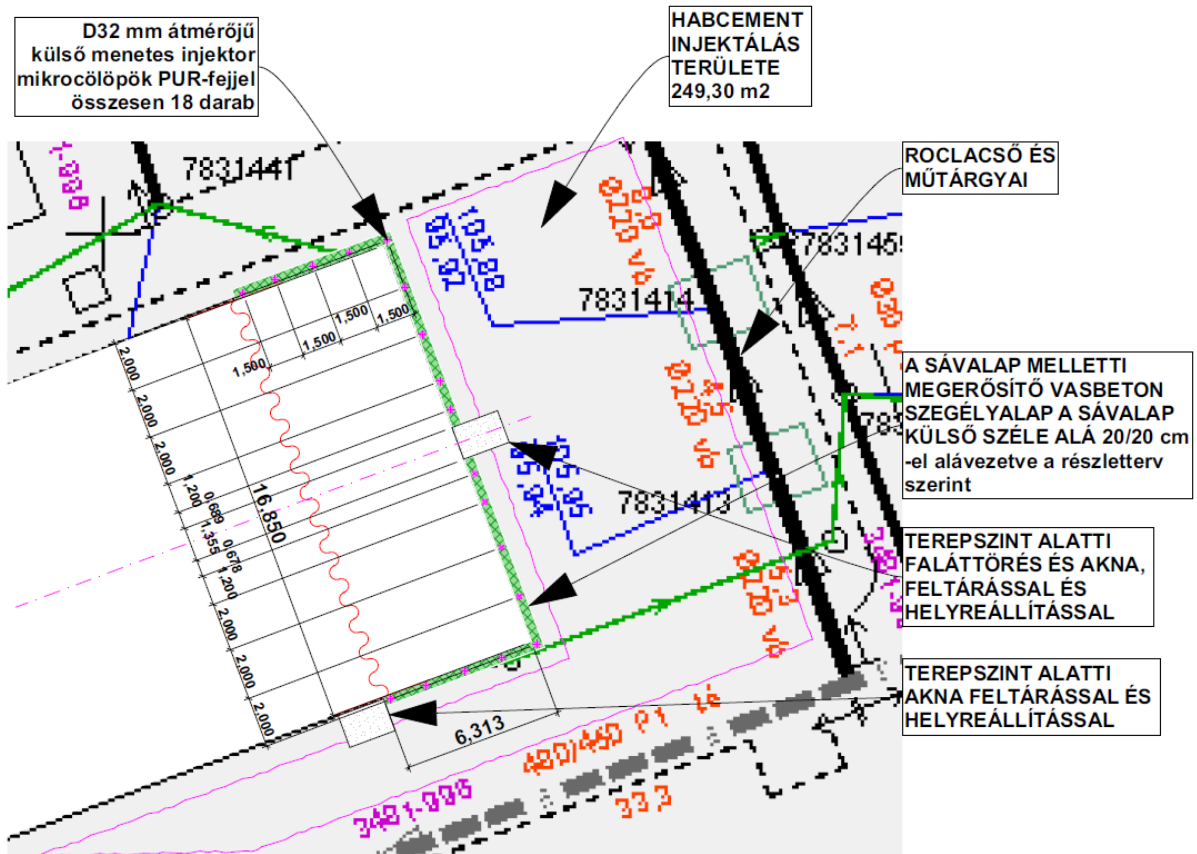 D32 mm átmérőjű
külső menetes injektor
mikrocölöpök PUR-fejjel
összesen 18 darab
HABCEMENT
INJEKTÁLÁS
TERÜLETE
249,30 m2
ROCLACSŐ ÉS
MŰTÁRGYAI
A SÁVALAP MELLETTI
MEGERŐSÍTŐ VASBETON
SZEGÉLYALAP A SÁVALAP
KÜLSŐ SZÉLE ALÁ 20/20 cm
-el alávezetve a részletterv
szerint
TEREPSZINT ALATTI
FALÁTTÖRÉS ÉS AKNA,
FELTÁRÁSSAL ÉS
HELYREÁLLÍTÁSSAL
TEREPSZINT ALATTI
AKNA FELTÁRÁSSAL ÉS
HELYREÁLLÍTÁSSAL
7831441
7831414
7831413
1,500
1,500
1,500
1,500
2,000
2,000
2,000
1,200
0,689
1,355
0,678
1,200
2,000
2,000
2,000
16,850
6,313
333